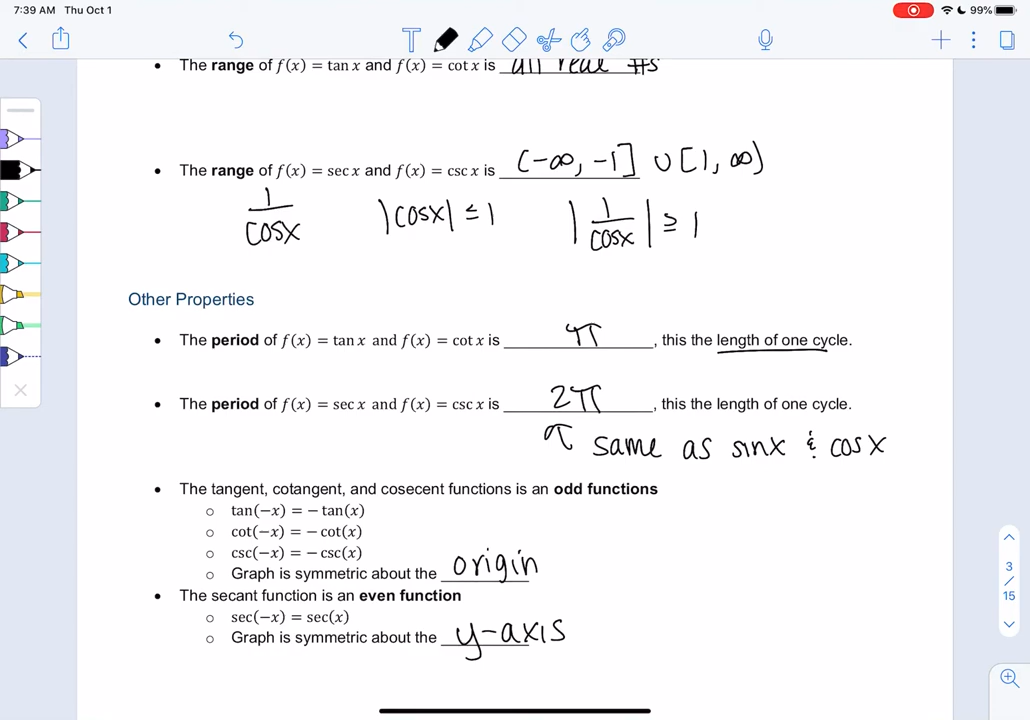 7:39 AM Thu Oct 1
99%
• The range of f(x) = tan x and f(x) = cot x is all real #s
• The range of f(x) = sec x and f(x) = csc x is (-∞, -1] ∪ [1, ∞)
1/cosx |cosx| ≤ 1 |1/cosx| ≥ 1
Other Properties
• The period of f(x) = tan x and f(x) = cot x is π, this the length of one cycle.
• The period of f(x) = sec x and f(x) = csc x is 2π, this the length of one cycle.
same as sinx & cosx
• The tangent, cotangent, and cosecent functions is an odd functions
o tan(−x) = − tan(x)
o cot(−x) = − cot(x)
o csc(−x) = − csc(x)
o Graph is symmetric about the origin
• The secant function is an even function
o sec(−x) = sec(x)
o Graph is symmetric about the y-axis
3
/
15